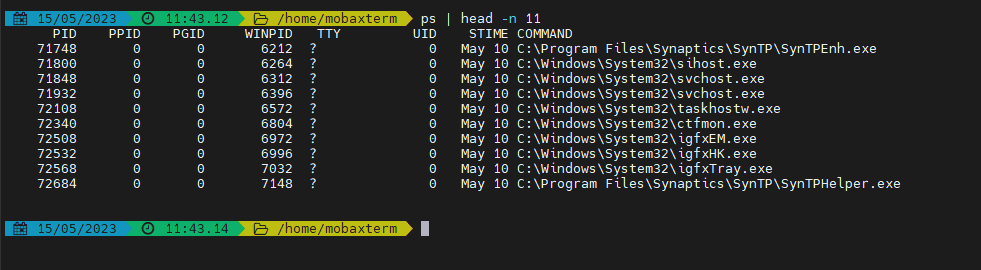 15/05/2023 11:43.12 /home/mobaxterm ps | head -n 11
PID PPID PGID WINPID TTY UID STIME COMMAND
71748 0 0 6212 ? 0 May 10 C:\Program Files\Synaptics\SynTP\SynTPEnh.exe
71800 0 0 6264 ? 0 May 10 C:\Windows\System32\sihost.exe
71848 0 0 6312 ? 0 May 10 C:\Windows\System32\svchost.exe
71932 0 0 6396 ? 0 May 10 C:\Windows\System32\svchost.exe
72108 0 0 6572 ? 0 May 10 C:\Windows\System32\taskhostw.exe
72340 0 0 6804 ? 0 May 10 C:\Windows\System32\ctfmon.exe
72508 0 0 6972 ? 0 May 10 C:\Windows\System32\igfxEM.exe
72532 0 0 6996 ? 0 May 10 C:\Windows\System32\igfxHK.exe
72568 0 0 7032 ? 0 May 10 C:\Windows\System32\igfxTray.exe
72684 0 0 7148 ? 0 May 10 C:\Program Files\Synaptics\SynTP\SynTPHelper.exe
15/05/2023 11:43.14 /home/mobaxterm